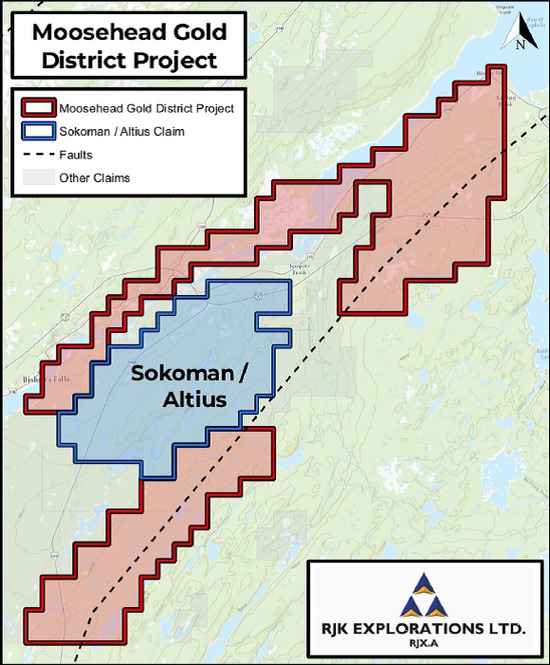 Moosehead Gold
District Project
N
Moosehead Gold District Project
Sokoman / Altius Claim
Faults
Other Claims
Bishop's Falls
Sokoman /
Altius
RJK EXPLORATIONS LTD.
RJX.A